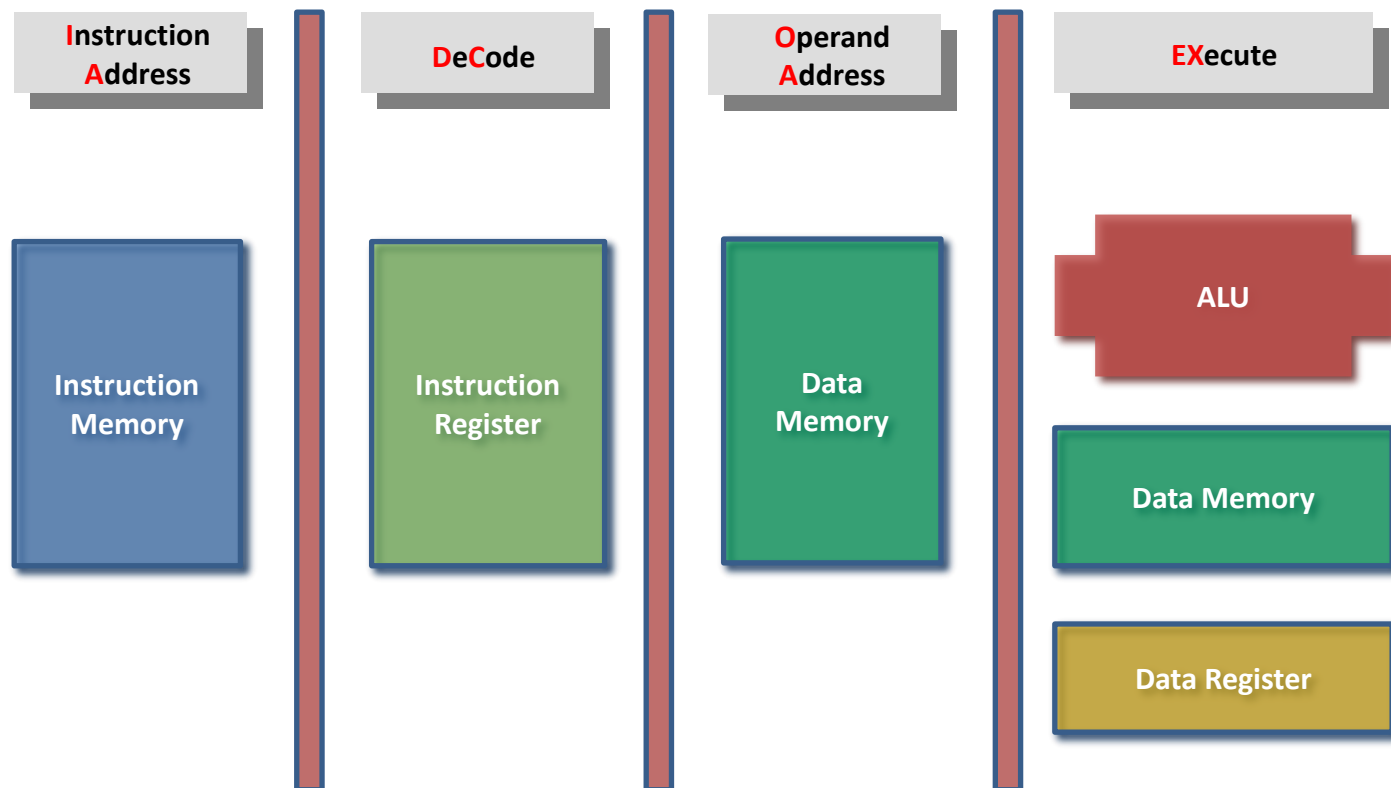 Instruction
Address
DeCode
Operand
Address
EXecute
Instruction
Memory
Instruction
Register
Data
Memory
ALU
Data Memory
Data Register